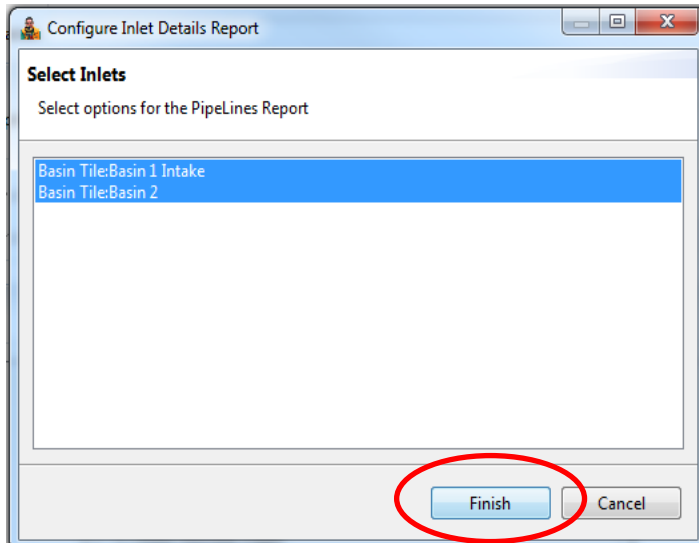 Configure Inlet Details Report
Select Inlets
Select options for the PipeLines Report
Basin Tile:Basin 1 Intake
Basin Tile:Basin 2
Finish
Cancel